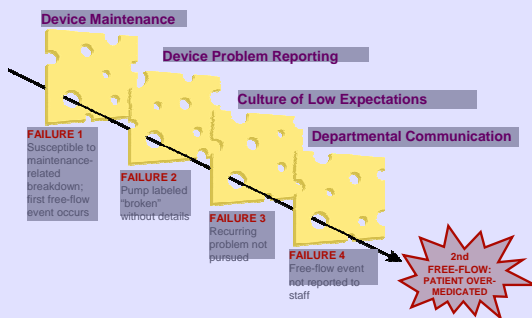 Device Maintenance
Device Problem Reporting
Culture of Low Expectations
Departmental Communication
FAILURE 1
Susceptible to
maintenance-
related
breakdown;
first free-flow
event occurs
FAILURE 2
Pump labeled
“broken”
without details
FAILURE 3
Recurring
problem not
pursued
FAILURE 4
Free-flow event
not reported to
staff
2nd
FREE-FLOW:
PATIENT OVER-
MEDICATED